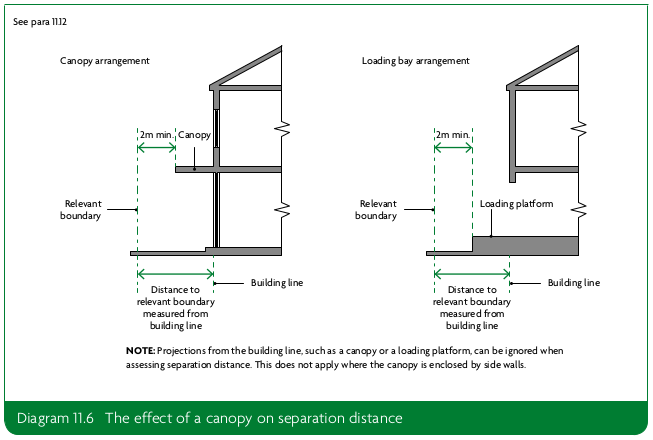 See para 11.12
Canopy arrangement
Loading bay arrangement
2m min.
Canopy
2m min.
Relevant
boundary
Relevant
boundary
Loading platform
Building line
Building line
Distance to
relevant boundary
measured from
building line
Distance to
relevant boundary
measured from
building line
NOTE: Projections from the building line, such as a canopy or a loading platform, can be ignored when
assessing separation distance. This does not apply where the canopy is enclosed by side walls.
Diagram 11.6 The effect of a canopy on separation distance